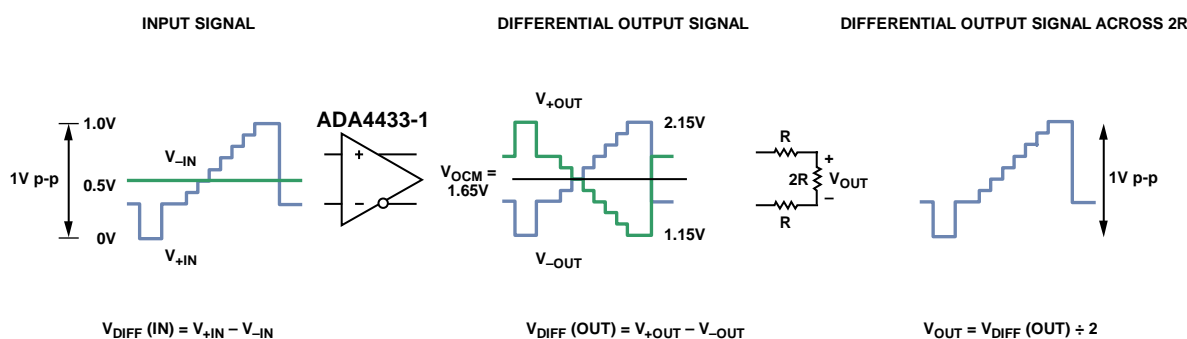 INPUT SIGNAL
DIFFERENTIAL OUTPUT SIGNAL
DIFFERENTIAL OUTPUT SIGNAL ACROSS 2R
1V p-p
1.0V
0.5V
0V
V–IN
V+IN
ADA4433-1
+
–
V+OUT
2.15V
VOCM =
1.65V
1.15V
V–OUT
R
+
2R
VOUT
–
R
1V p-p
VDIFF (IN) = V+IN – V–IN
VDIFF (OUT) = V+OUT – V–OUT
VOUT = VDIFF (OUT) ÷ 2